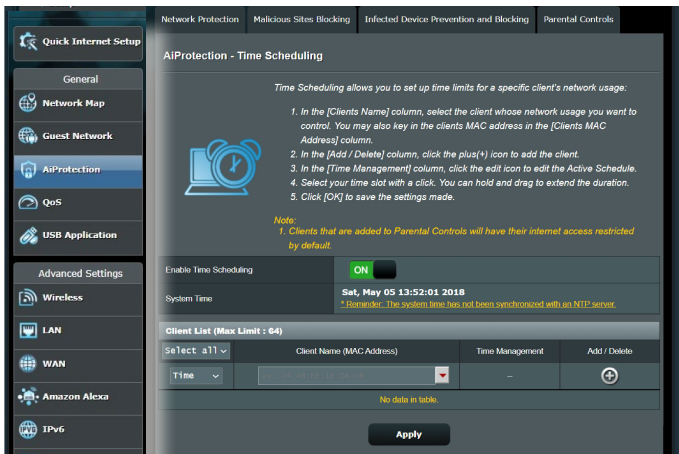 Network Protection Malicious Sites Blocking Infected Device Prevention and Blocking Parental Controls
Quick Internet Setup
General
Network Map
Guest Network
AiProtection
QoS
USB Application
Advanced Settings
Wireless
LAN
WAN
Amazon Alexa
IPv6
AiProtection - Time Scheduling
Time Scheduling allows you to set up time limits for a specific client's network usage:
1. In the [Clients Name] column, select the client whose network usage you want to
control. You may also key in the clients MAC address in the [Clients MAC
Address] column.
2. In the [Add / Delete] column, click the plus(+) icon to add the client.
3. In the [Time Management] column, click the edit icon to edit the Active Schedule.
4. Select your time slot with a click. You can hold and drag to extend the duration.
5. Click [OK] to save the settings made.
Note:
1. Clients that are added to Parental Controls will have their internet access restricted
by default.
Enable Time Scheduling ON
System Time Sat, May 05 13:52:01 2018
* Reminder: The system time has not been synchronized with an NTP server.
Client List (Max Limit : 64)
Select all Client Name (MAC Address) Time Management Add / Delete
Time –
No data in table.
Apply